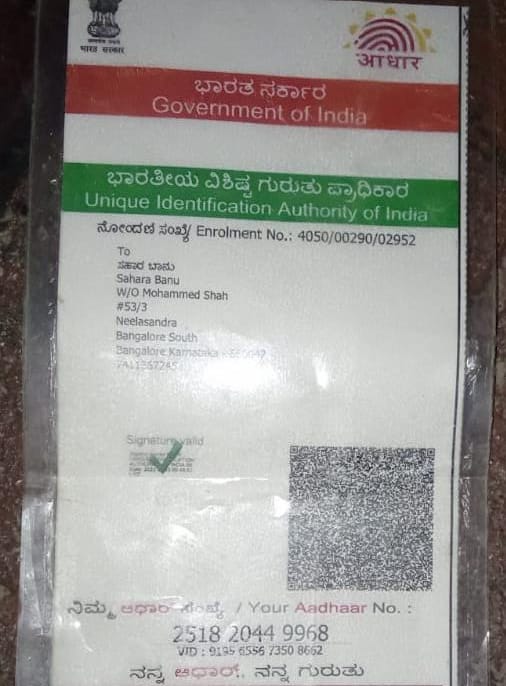 भारत सरकार
आधार
ಭಾರತ ಸರ್ಕಾರ
Government of India
ಭಾರತೀಯ ವಿಶಿಷ್ಟ ಗುರುತು ಪ್ರಾಧಿಕಾರ
Unique Identification Authority of India
ನೋಂದಣಿ ಸಂಖ್ಯೆ/ Enrolment No.: 4050/00290/02952
To
ಸಹಾರ ಬಾನು
Sahara Banu
W/O Mohammed Shah
#53/3
Neelasandra
Bangalore South
Bangalore Karnataka
Signature valid
ನಿಮ್ಮ ಆಧಾರ್ ಸಂಖ್ಯೆ / Your Aadhaar No. :
2518 2044 9968
VID : 9195 6556 7350 8662
ನನ್ನ ಆಧಾರ್, ನನ್ನ ಗುರುತು